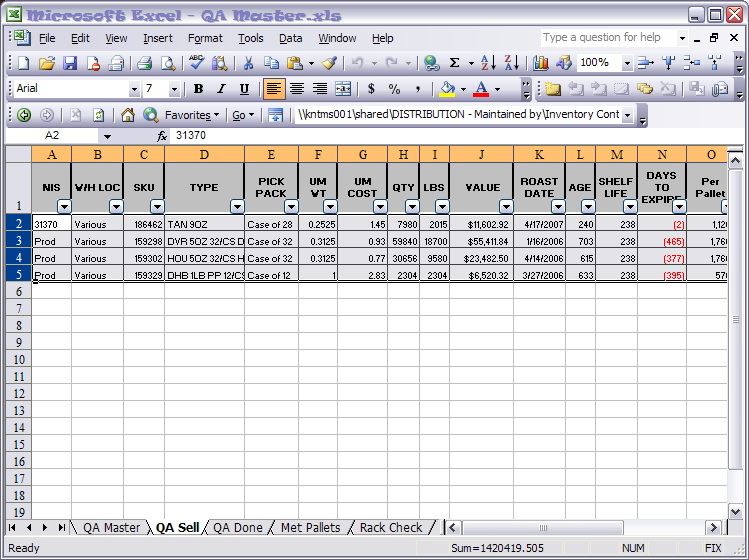 Microsoft Excel - QA Master.xls
File Edit View Insert Format Tools Data Window Help Type a question for help
100%
Arial 7 B I U $ % ,
Favorites Go \\kntms001\shared\DISTRIBUTION - Maintained by\Inventory Cont
A2 fx 31370
A B C D E F G H I J K L M N O
1 NIS W/H LOC SKU TYPE PICK PACK UM WT UM COST QTY LBS VALUE ROAST DATE AGE SHELF LIFE DAYS TO EXPIRE Per Pallet
2 31370 Various 186462 TAN 9OZ Case of 28 0.2525 1.45 7980 2015 $11,602.92 4/17/2007 240 238 (2) 1,120
3 Prod Various 159298 DVR 5OZ 32/CS D Case of 32 0.3125 0.93 59840 18700 $55,411.84 1/16/2006 703 238 (465) 1,760
4 Prod Various 159302 HOU 5OZ 32/CS H Case of 32 0.3125 0.77 30656 9580 $23,482.50 4/14/2006 615 238 (377) 1,760
5 Prod Various 159329 DHB 1LB PP 12/CS Case of 12 1 2.83 2304 2304 $6,520.32 3/27/2006 633 238 (395) 570
6
7
8
9
10
11
12
13
14
15
16
17
18
19
QA Master QA Sell QA Done Met Pallets Rack Check
Ready Sum=1420419.505 NUM FIX